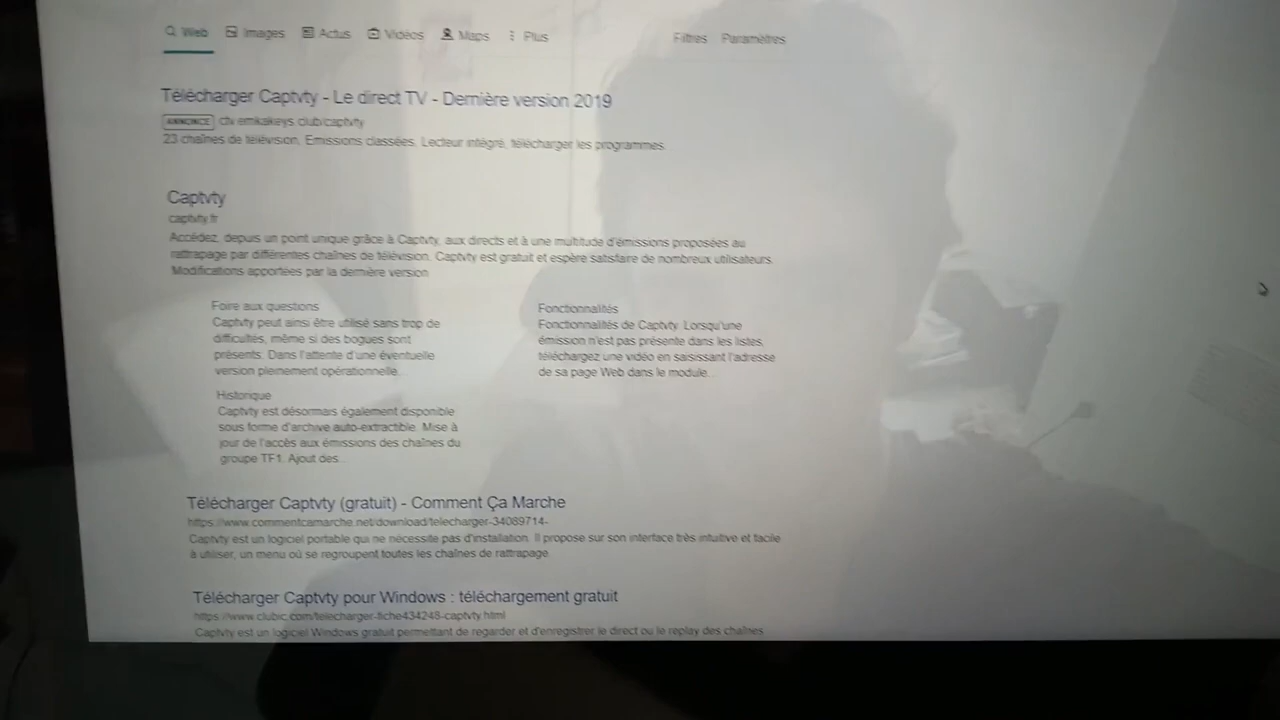 Web Images Actus Vidéos Maps Plus Filtres Paramètres
Télécharger Captvty - Le direct TV - Dernière version 2019
ANNONCE ctv.emkakeys.club/captvty
23 chaînes de télévision, Emissions classées, Lecteur intégré, télécharger les programmes.
Captvty
captvty.fr
Accédez, depuis un point unique grâce à Captvty, aux directs et à une multitude d'émissions proposées au
rattrapage par différentes chaînes de télévision. Captvty est gratuit et espère satisfaire de nombreux utilisateurs.
Modifications apportées par la dernière version
Foire aux questions
Captvty peut ainsi être utilisé sans trop de
difficultés, même si des bogues sont
présents. Dans l'attente d'une éventuelle
version pleinement opérationnelle...
Fonctionnalités
Fonctionnalités de Captvty. Lorsqu'une
émission n'est pas présente dans les listes,
téléchargez une vidéo en saisissant l'adresse
de sa page Web dans le module...
Historique
Captvty est désormais également disponible
sous forme d'archive auto-extractible. Mise à
jour de l'accès aux émissions des chaînes du
groupe TF1. Ajout des...
Télécharger Captvty (gratuit) - Comment Ça Marche
https://www.commentcamarche.net/download/telecharger-34089714-
Captvty est un logiciel portable qui ne nécessite pas d'installation. Il propose sur son interface très intuitive et facile
à utiliser, un menu où se regroupent toutes les chaînes de rattrapage
Télécharger Captvty pour Windows : téléchargement gratuit
https://www.clubic.com/telecharger-fiche434248-captvty.html
Captvty est un logiciel Windows gratuit permettant de regarder et d'enregistrer le direct ou le replay des chaînes